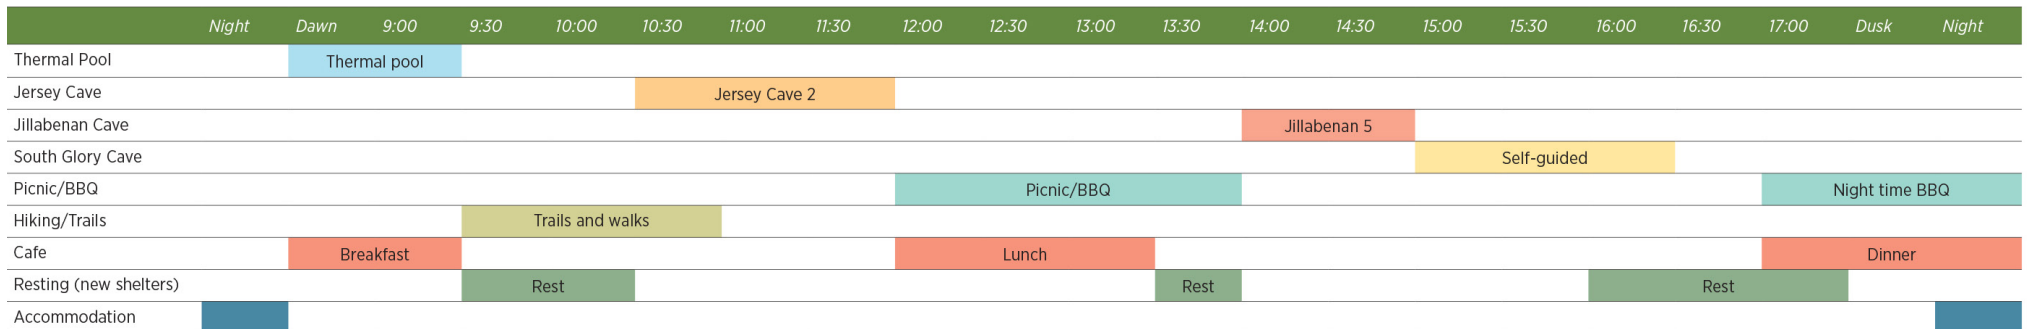 Night Dawn 9:00 9:30 10:00 10:30 11:00 11:30 12:00 12:30 13:00 13:30 14:00 14:30 15:00 15:30 16:00 16:30 17:00 Dusk Night
Thermal Pool Thermal pool
Jersey Cave Jersey Cave 2
Jillabenan Cave Jillabenan 5
South Glory Cave Self-guided
Picnic/BBQ Picnic/BBQ Night time BBQ
Hiking/Trails Trails and walks
Cafe Breakfast Lunch Dinner
Resting (new shelters) Rest Rest Rest
Accommodation